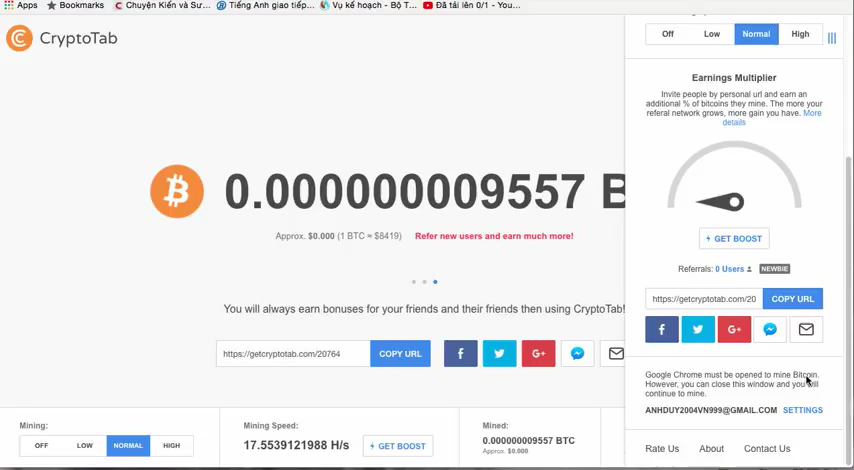 Apps
Bookmarks
Chuyện Kiến và Sư...
Tiếng Anh giao tiếp...
Vụ kế hoạch - Bộ T...
Đã tải lên 0/1 - You...
CryptoTab
0.000000009557 B
Approx. $0.000 (1 BTC ≈ $8419) Refer new users and earn much more!
You will always earn bonuses for your friends and their friends then using CryptoTab!
https://getcryptotab.com/20764 COPY URL
Mining:
OFF LOW NORMAL HIGH
Mining Speed:
17.5539121988 H/s GET BOOST
Mined:
0.000000009557 BTC
Approx. $0.000
Off Low Normal High
Earnings Multiplier
Invite people by personal url and earn an
additional % of bitcoins they mine. The more your
referal network grows, more gain you have. More
details
GET BOOST
Referrals: 0 Users NEWBIE
https://getcryptotab.com/20 COPY URL
Google Chrome must be opened to mine Bitcoin.
However, you can close this window and you will
continue to mine.
ANHDUY2004VN999@GMAIL.COM SETTINGS
Rate Us About Contact Us